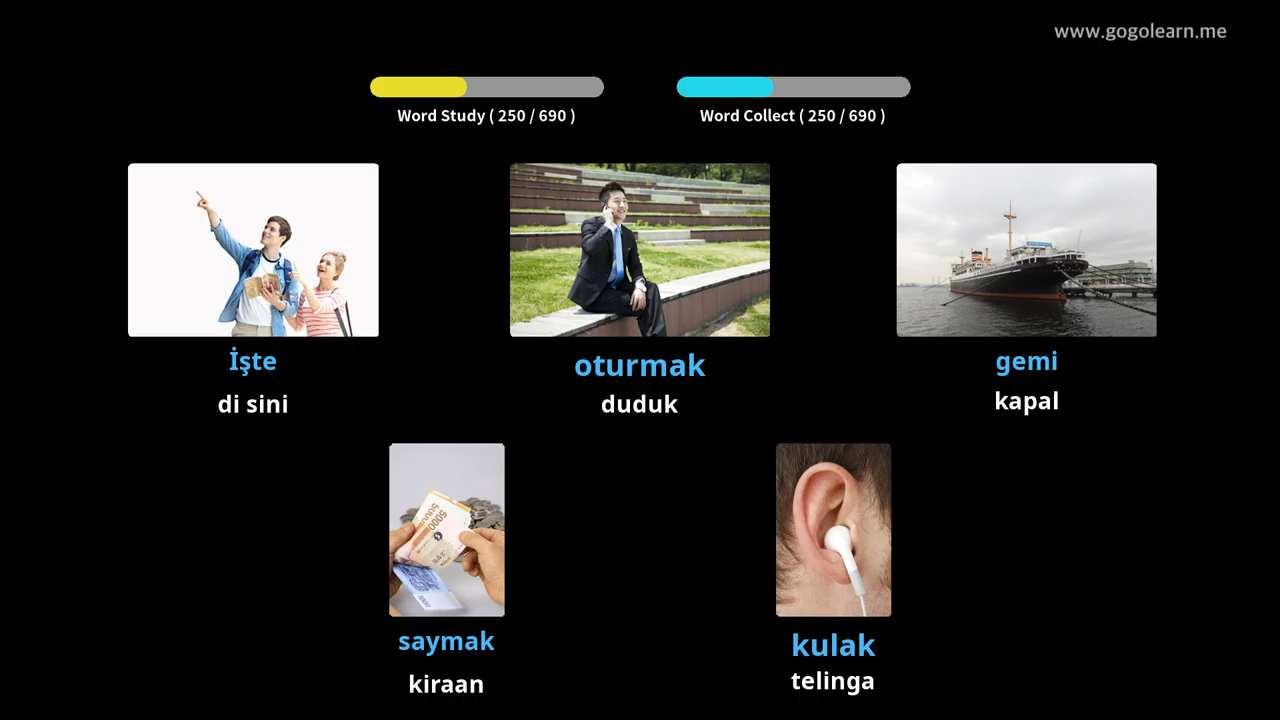 www.gogolearn.me
Word Study ( 250 / 690 )
Word Collect ( 250 / 690 )
İşte
di sini
oturmak
duduk
gemi
kapal
5000
saymak
kiraan
kulak
telinga